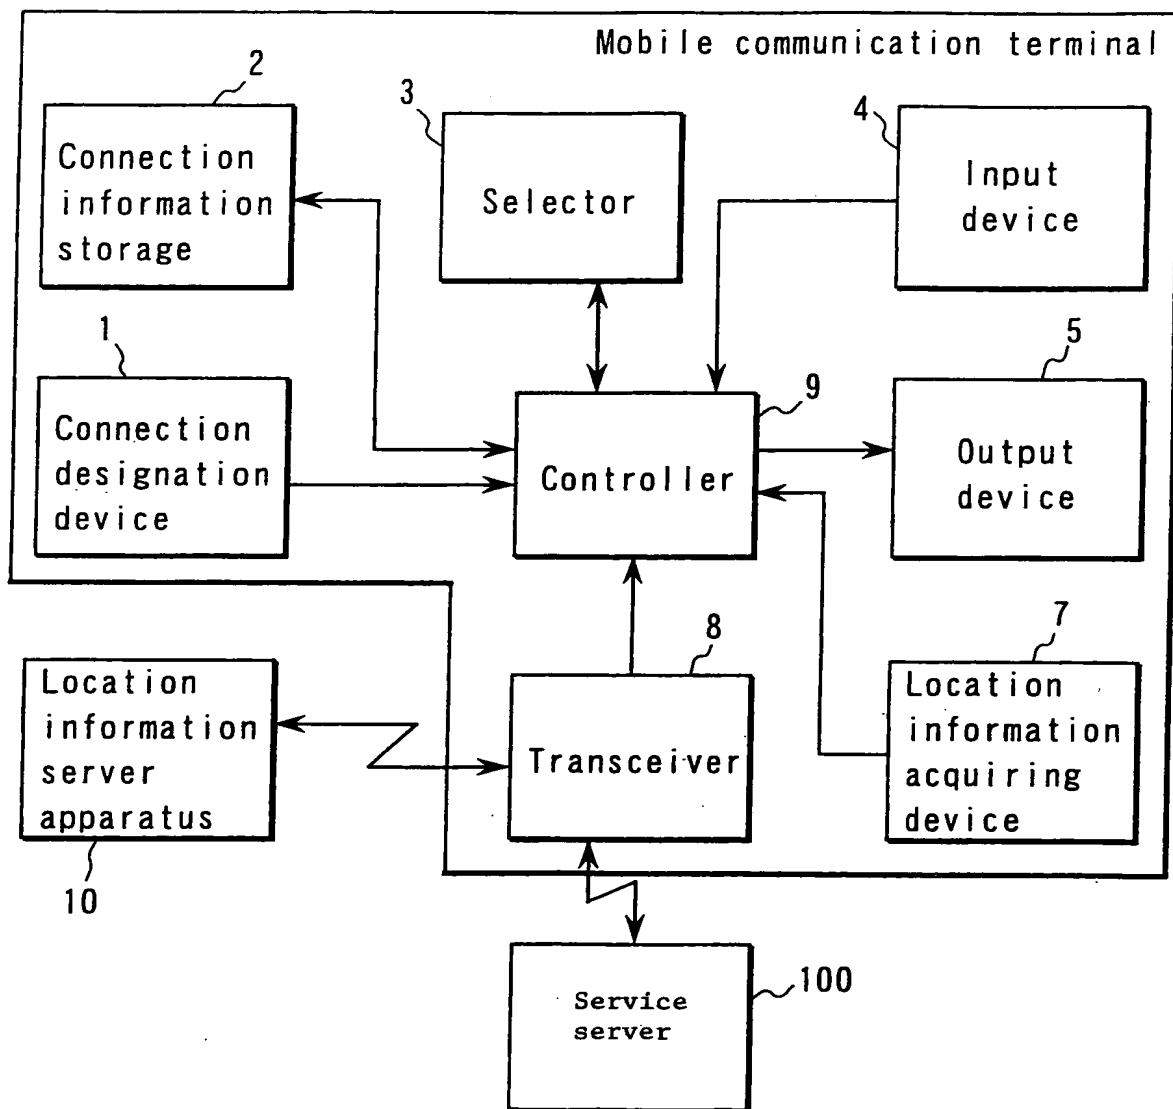 Mobile communication terminal
2
Connection
information
storage
3
Selector
4
Input
device
1
Connection
designation
device
9
Controller
5
Output
device
Location
information
server
apparatus
10
8
Transceiver
7
Location
information
acquiring
device
Service
server
100